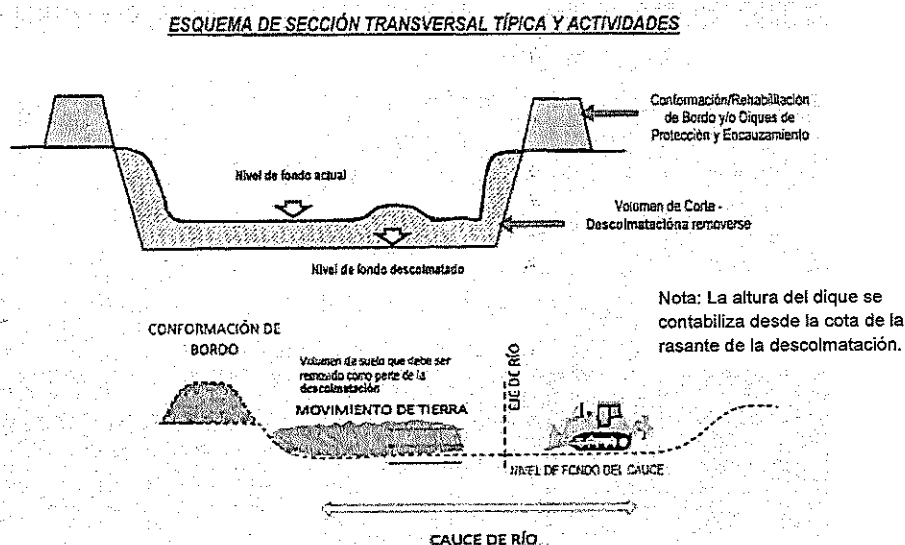 ESQUEMA DE SECCIÓN TRANSVERSAL TÍPICA Y ACTIVIDADES
Conformación/Rehabilitación
de Bordo y/o Diques de
Protección y Encauzamiento
Nivel de fondo actual
Volumen de Corte -
Descolmatacióna removerse
Nivel de fondo descolmatado
Nota: La altura del dique se
contabiliza desde la cota de la
rasante de la descolmatación.
CONFORMACIÓN DE
BORDO
Volumen de suelo que debe ser
removido como parte de la
descolmatación
MOVIMIENTO DE TIERRA
EJE DE RÍO
NIVEL DE FONDO DEL CAUCE
CAUCE DE RÍO